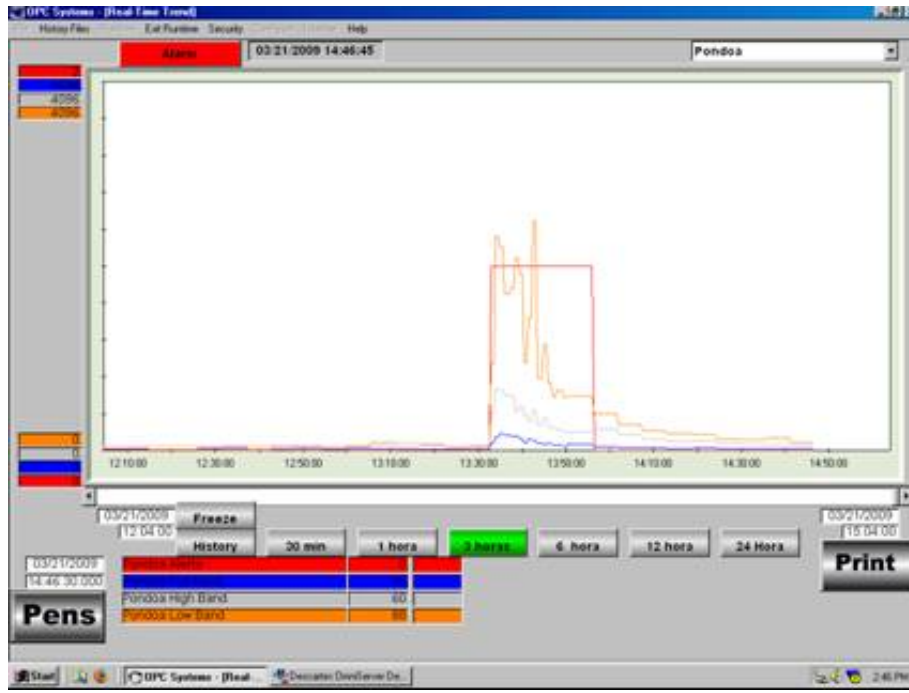 OPC Systems - [Real-Time Trend]
History Files Exit Runtime Security Help
Alarm 03/21/2009 14:46:45 Pondoa
4096
4096
0
0
12:10:00 12:30:00 12:50:00 13:10:00 13:30:00 13:50:00 14:10:00 14:30:00 14:50:00
03/21/2009 Freeze 03/21/2009
12:04:00 15:04:00
History 30 min 1 hora 3 horas 6 hora 12 hora 24 Hora Print
03/21/2009 Pondoa Alerta 0
14:46:30.000
Pondoa High Band 60
Pens Pondoa Low Band
Start OPC Systems - [Real-... 2:46 PM